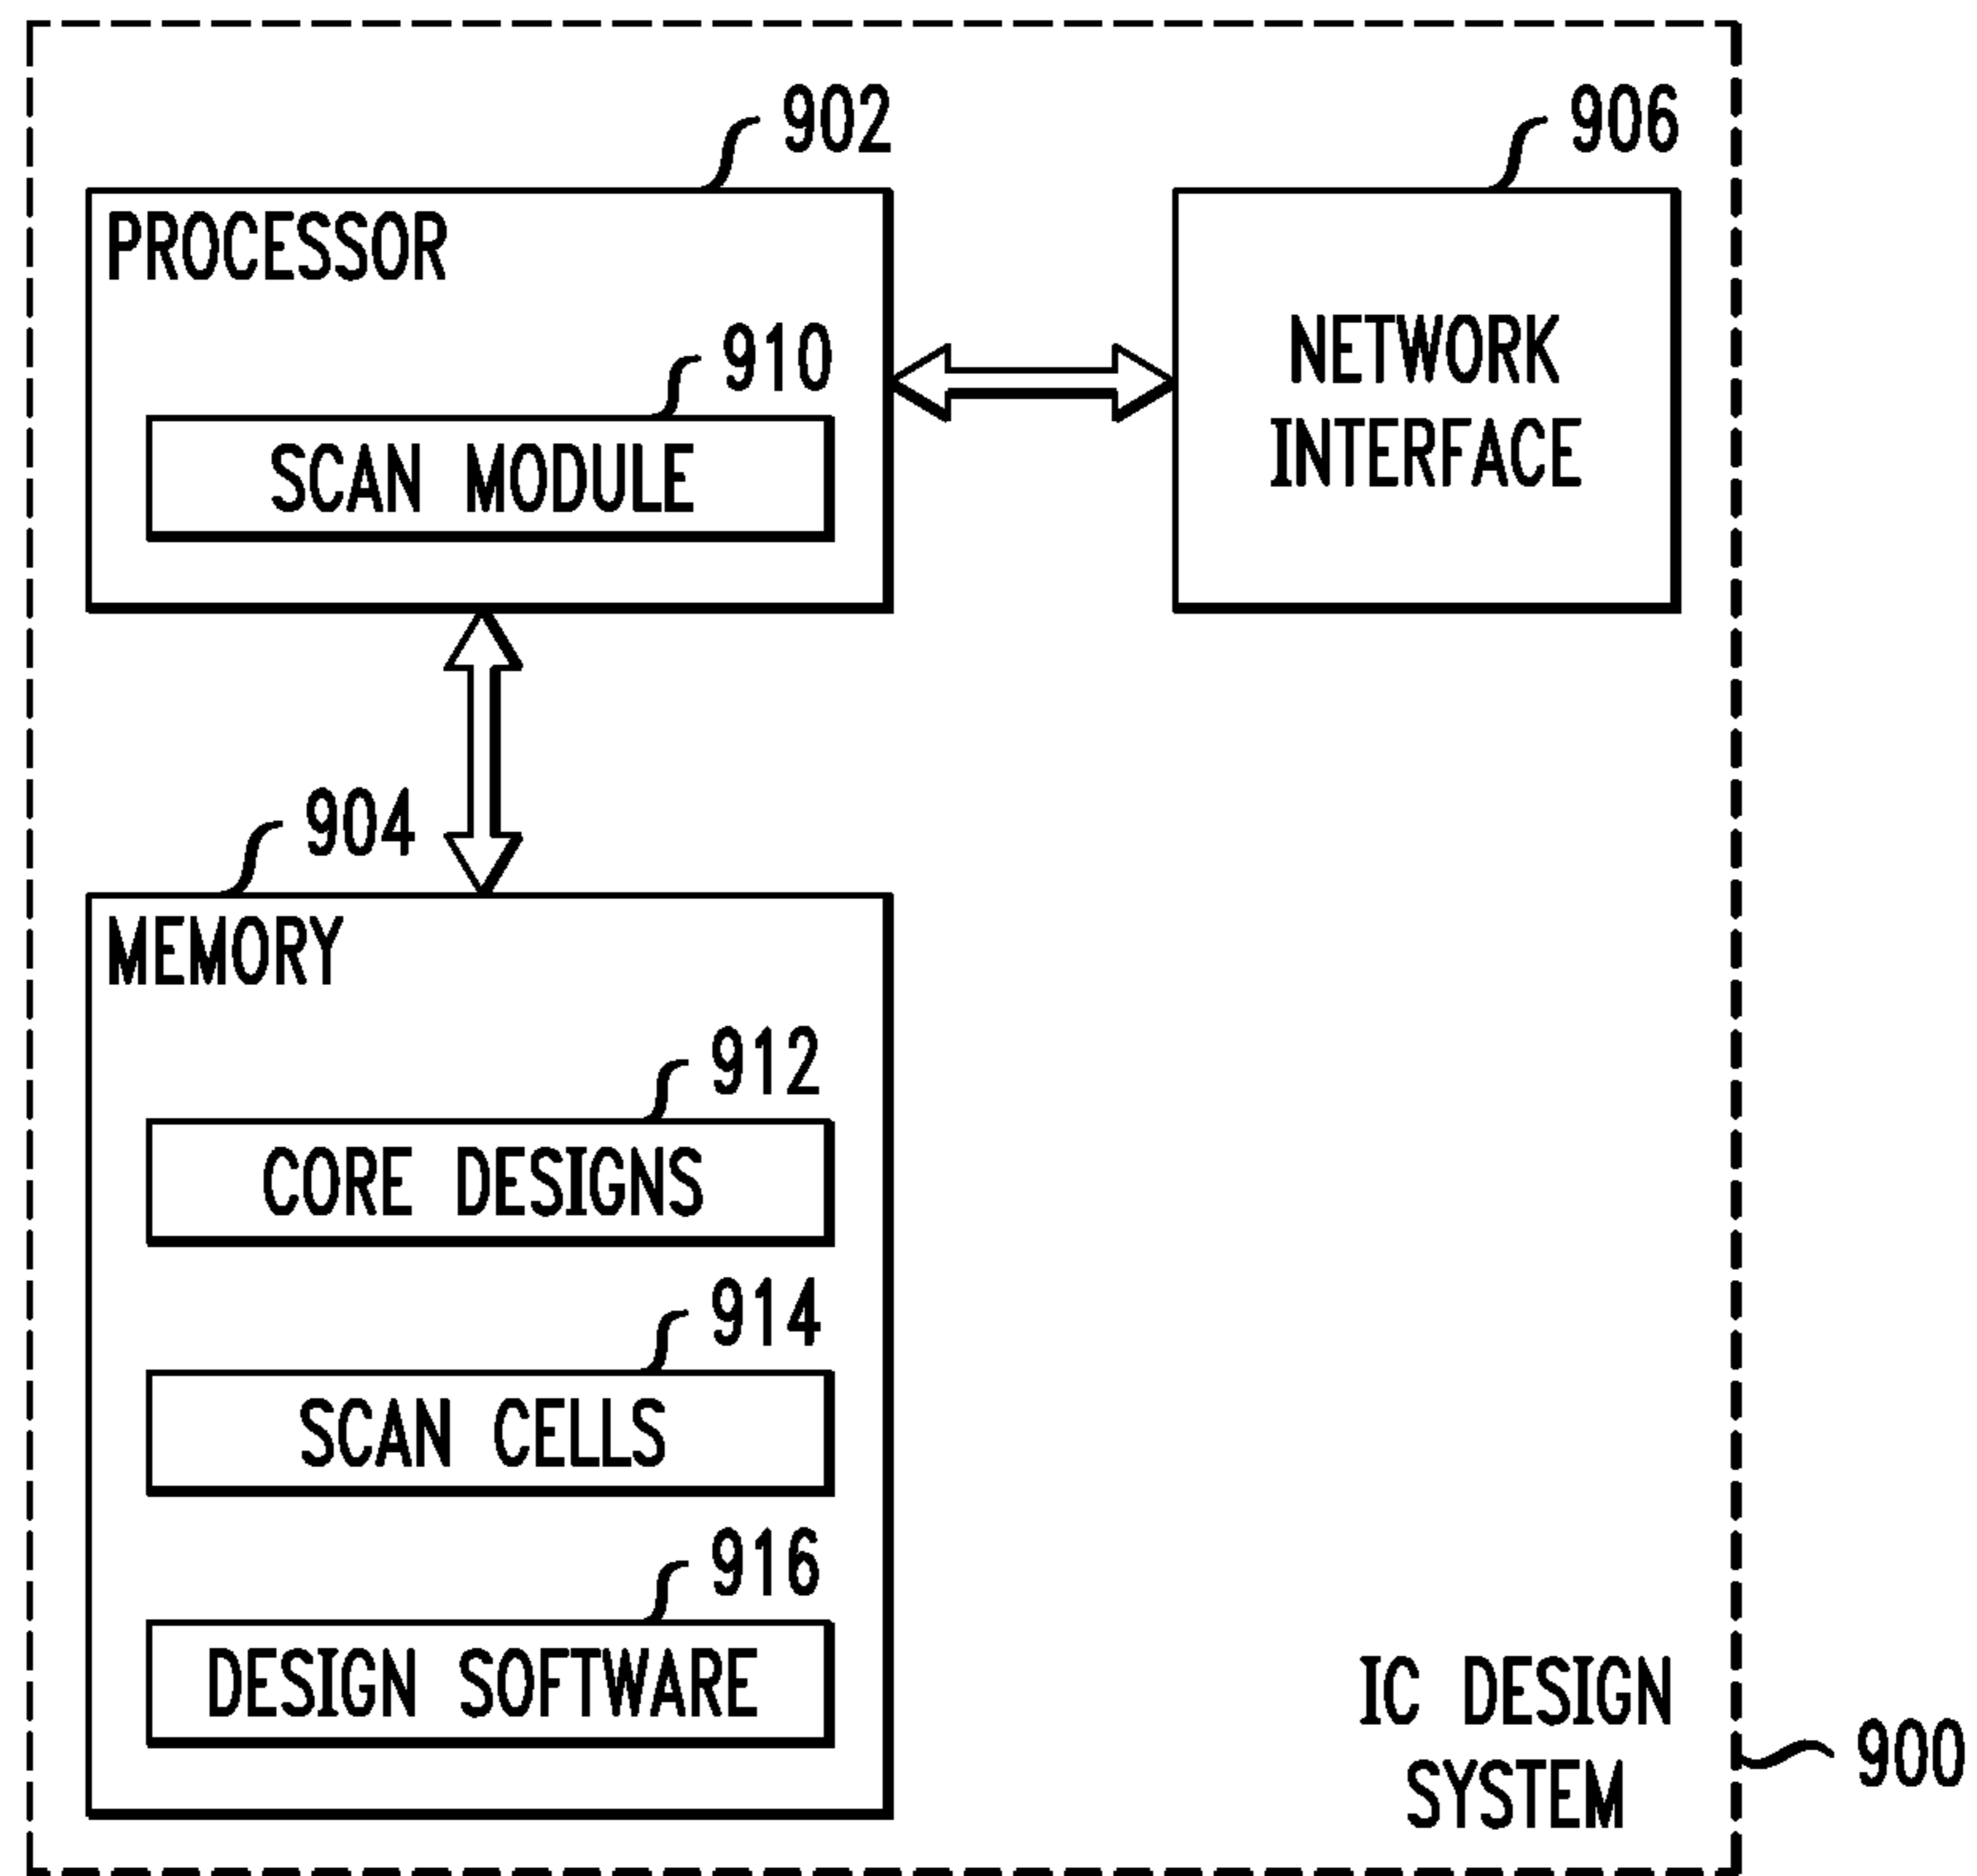 902
906
PROCESSOR
910
SCAN MODULE
NETWORK
INTERFACE
904
MEMORY
912
CORE DESIGNS
914
SCAN CELLS
916
DESIGN SOFTWARE
IC DESIGN
SYSTEM
900